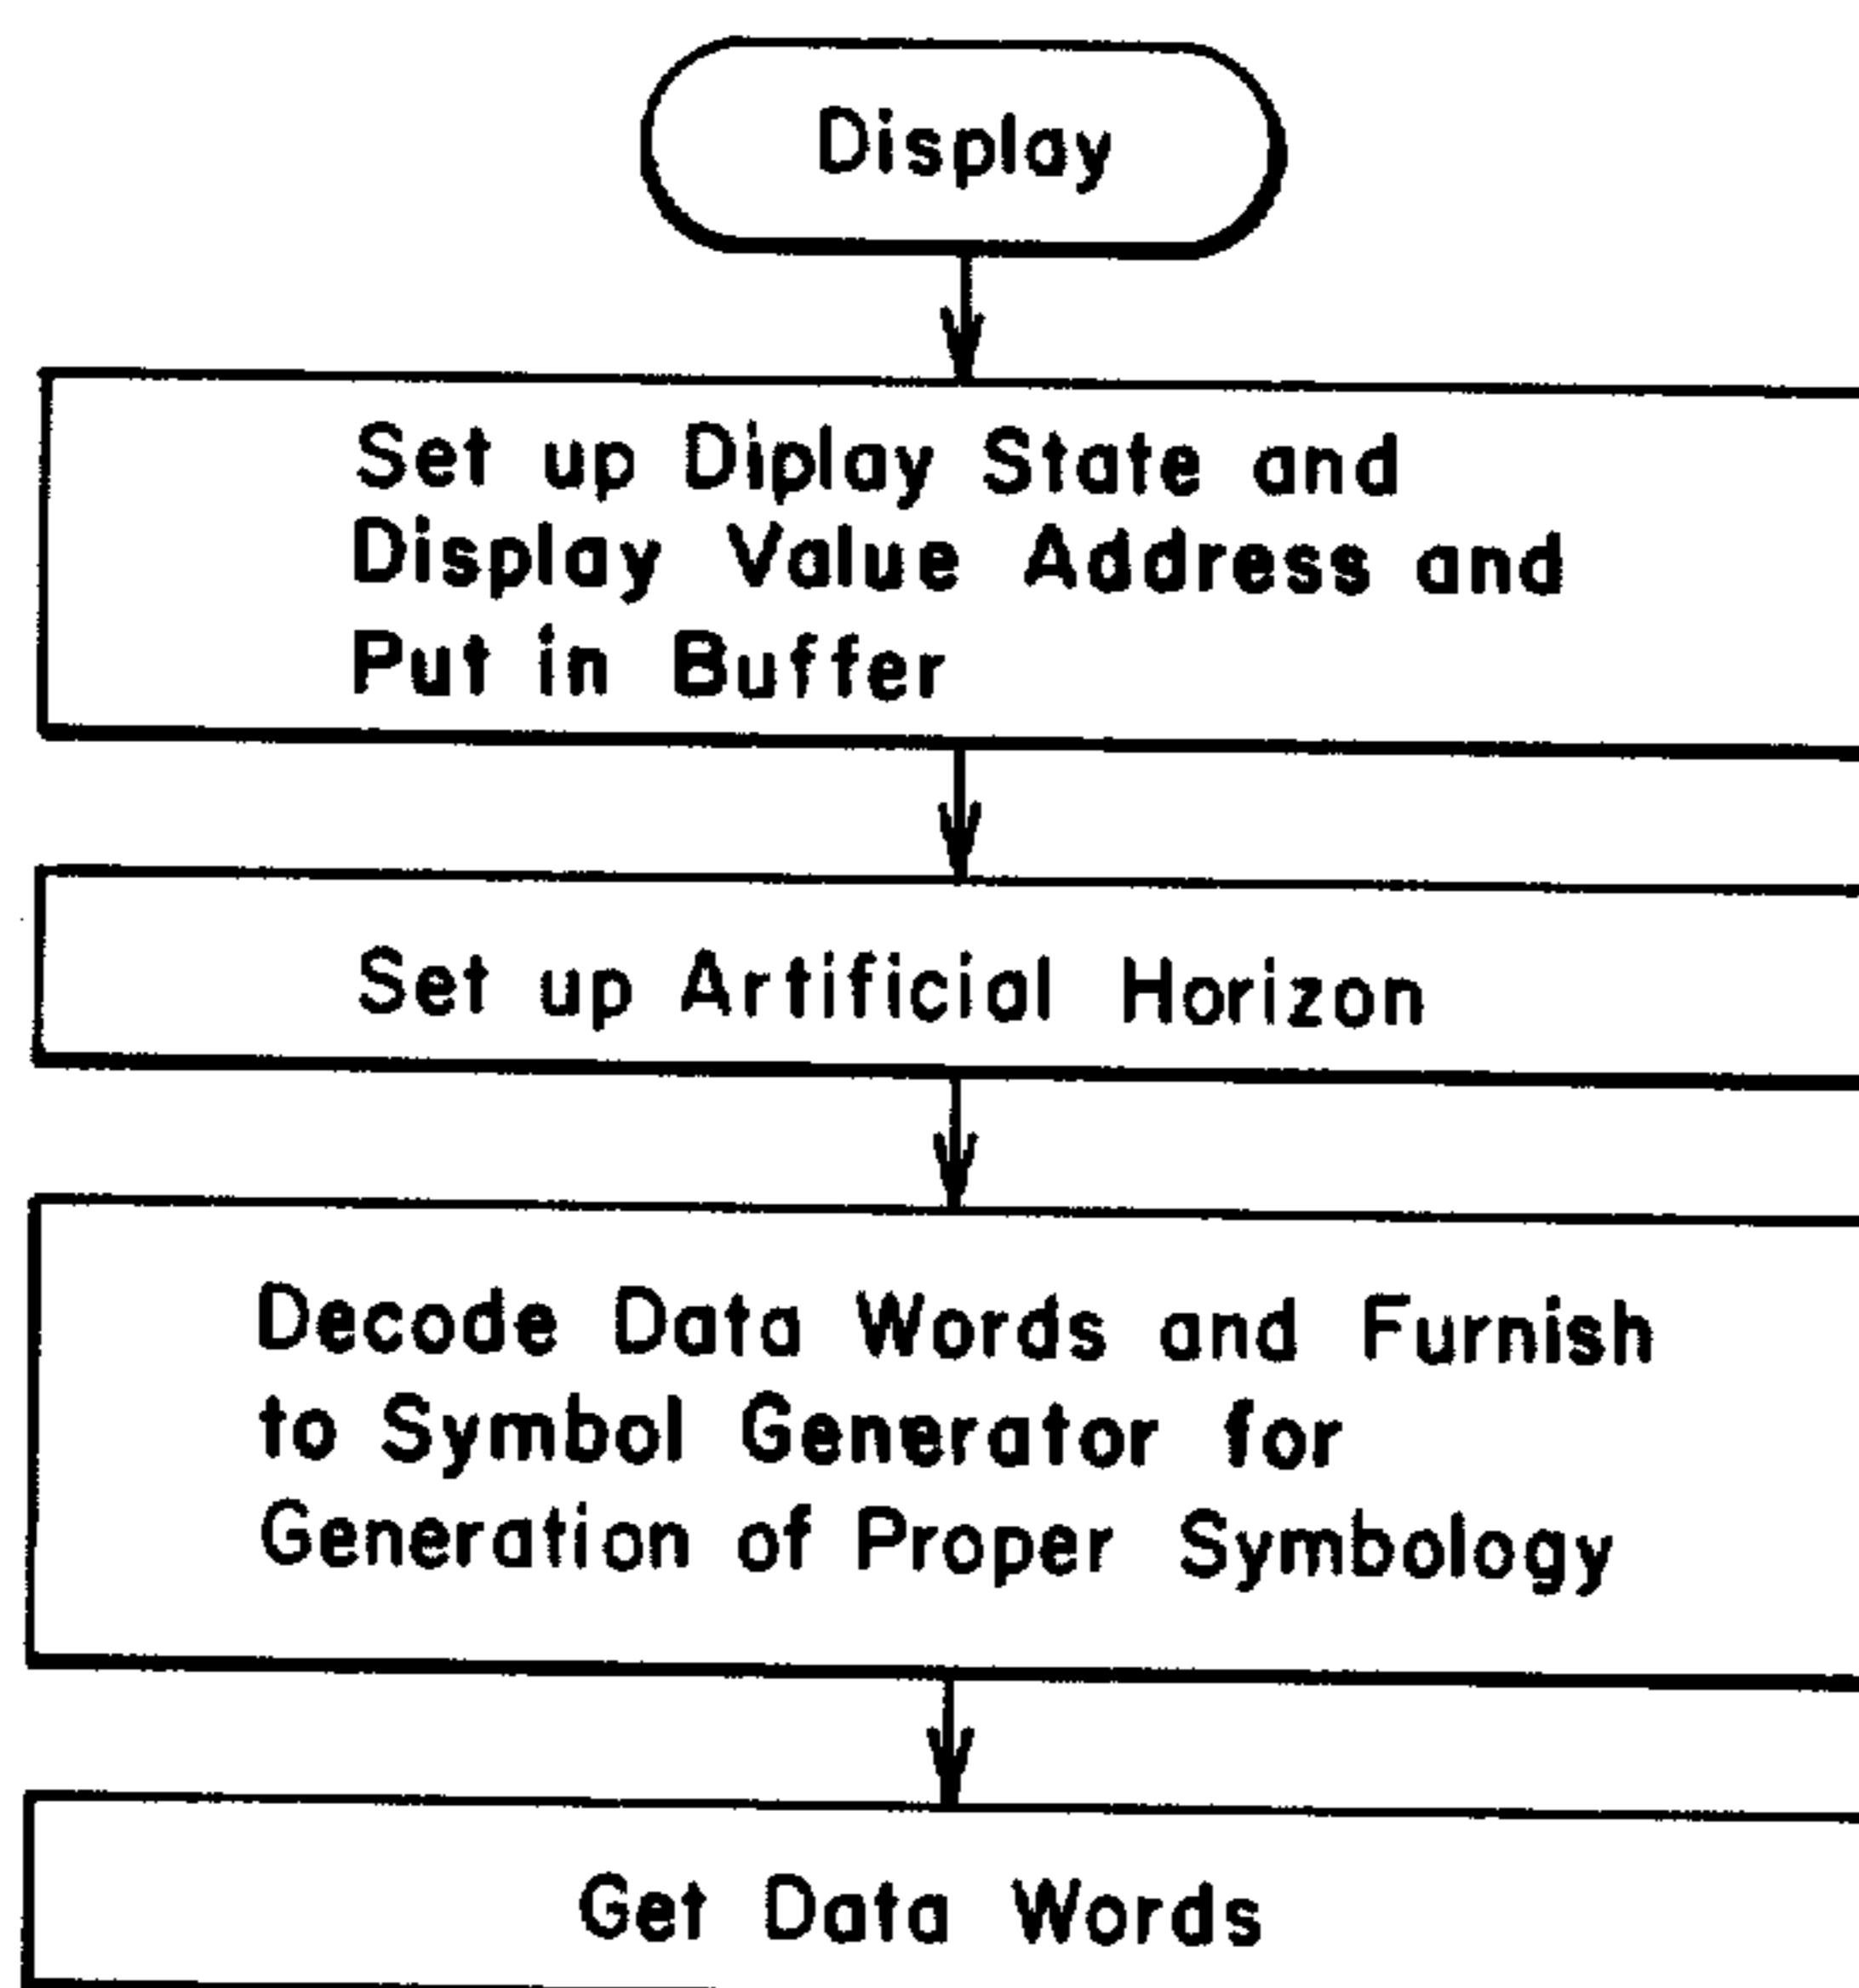 Display
Set up Diplay State and
Display Value Address and
Put in Buffer
Set up Artificial Horizon
Decode Data Words and Furnish
to Symbol Generator for
Generation of Proper Symbology
Get Data Words